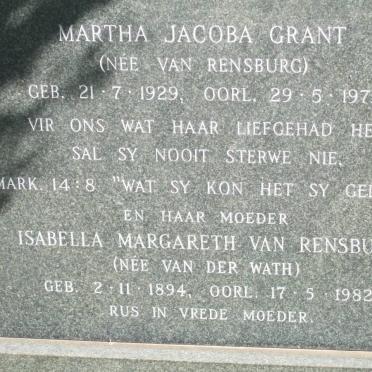 MARTHA JACOBA GRANT
(NÉE VAN RENSBURG)
GEB. 21·7·1929, OORL. 29·5·197
VIR ONS WAT HAAR LIEFGEHAD HE
SAL SY NOOIT STERWE NIE.
MARK. 14:8 "WAT SY KON HET SY GE
EN HAAR MOEDER
ISABELLA MARGARETH VAN RENSBU
(NÉE VAN DER WATH)
GEB. 2·11·1894, OORL. 17·5·1982
RUS IN VREDE MOEDER.